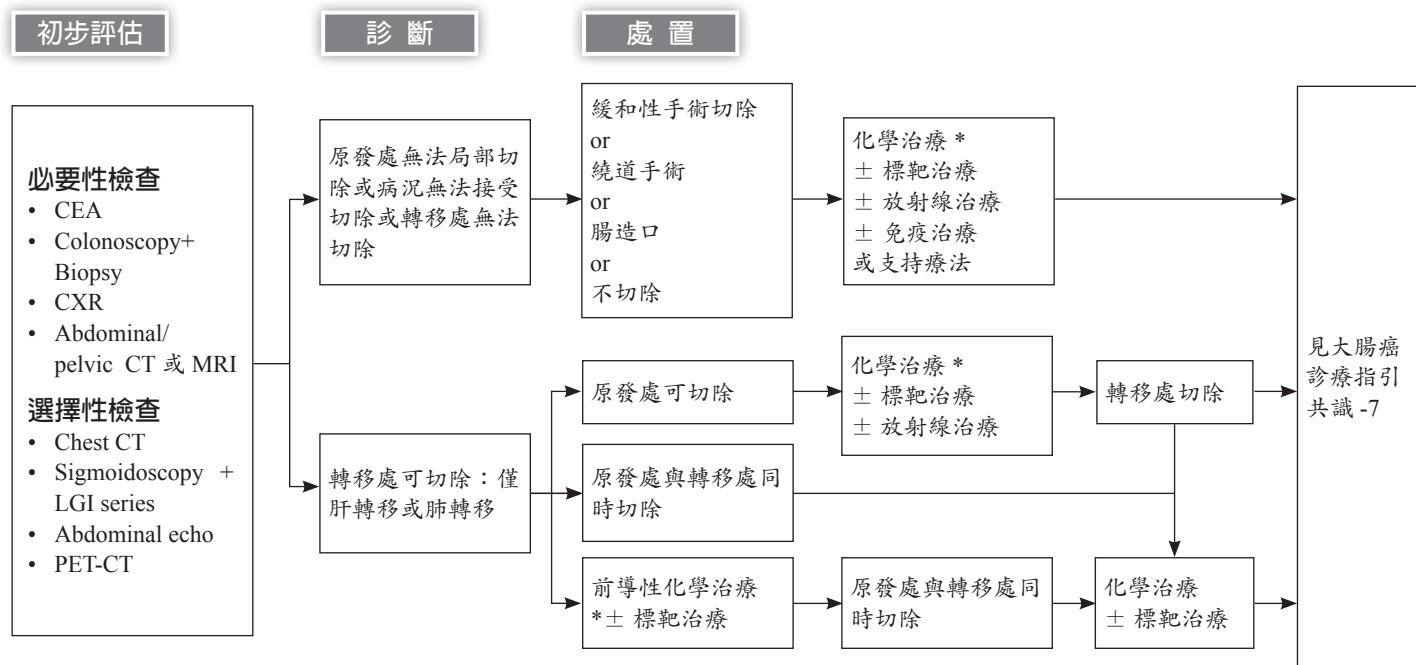 初步評估
診 斷
處 置
必要性檢查
• CEA
• Colonoscopy+
Biopsy
• CXR
• Abdominal/
pelvic CT 或 MRI
選擇性檢查
• Chest CT
• Sigmoidoscopy +
LGI series
• Abdominal echo
• PET-CT
原發處無法局部切
除或病況無法接受
切除或轉移處無法
切除
緩和性手術切除
or
繞道手術
or
腸造口
or
不切除
化學治療 *
± 標靶治療
± 放射線治療
± 免疫治療
或支持療法
轉移處可切除：僅
肝轉移或肺轉移
原發處可切除
化學治療 *
± 標靶治療
± 放射線治療
轉移處切除
原發處與轉移處同
時切除
前導性化學治療
*± 標靶治療
原發處與轉移處同
時切除
化學治療
± 標靶治療
見大腸癌
診療指引
共識 -7